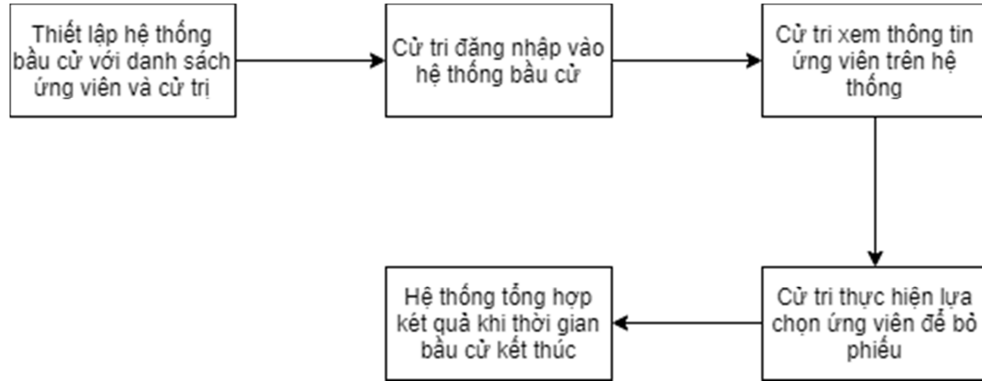 Thiết lập hệ thống
bầu cử với danh sách
ứng viên và cử trị
Cử tri đăng nhập vào
hệ thống bầu cử
Cử tri xem thông tin
ứng viên trên hệ
thống
Cử tri thực hiện lựa
chọn ứng viên để bỏ
phiếu
Hệ thống tổng hợp
kết quả khi thời gian
bầu cử kết thúc